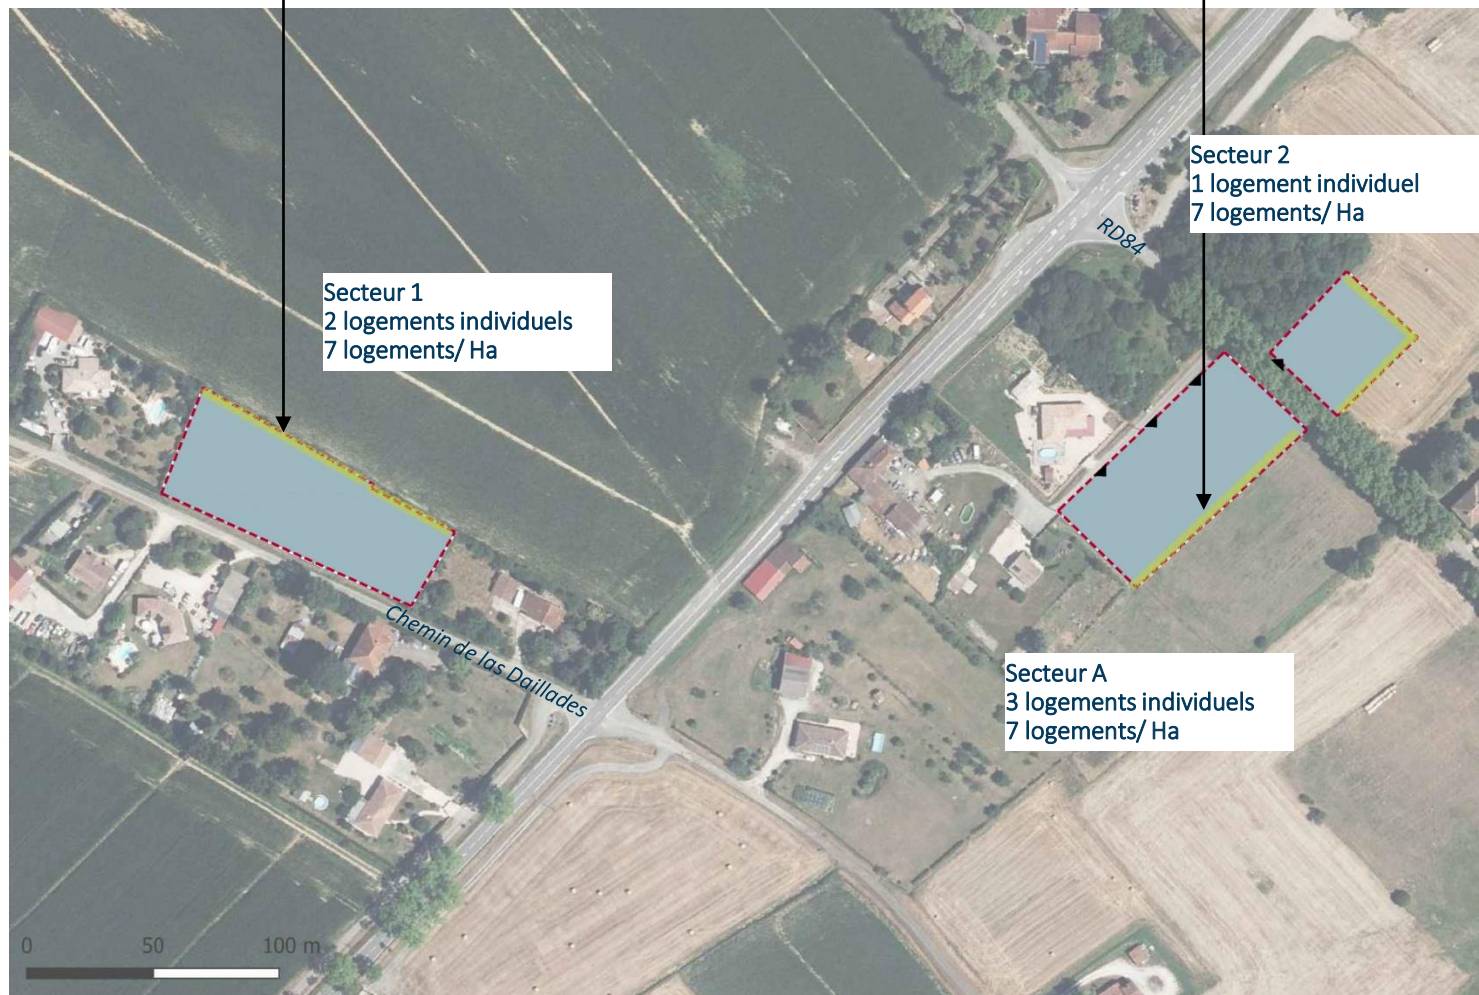 Secteur 2
1 logement individuel
7 logements/ Ha
RD84
Secteur 1
2 logements individuels
7 logements/ Ha
Chemin de las Daillades
Secteur A
3 logements individuels
7 logements/ Ha
0 50 100 m